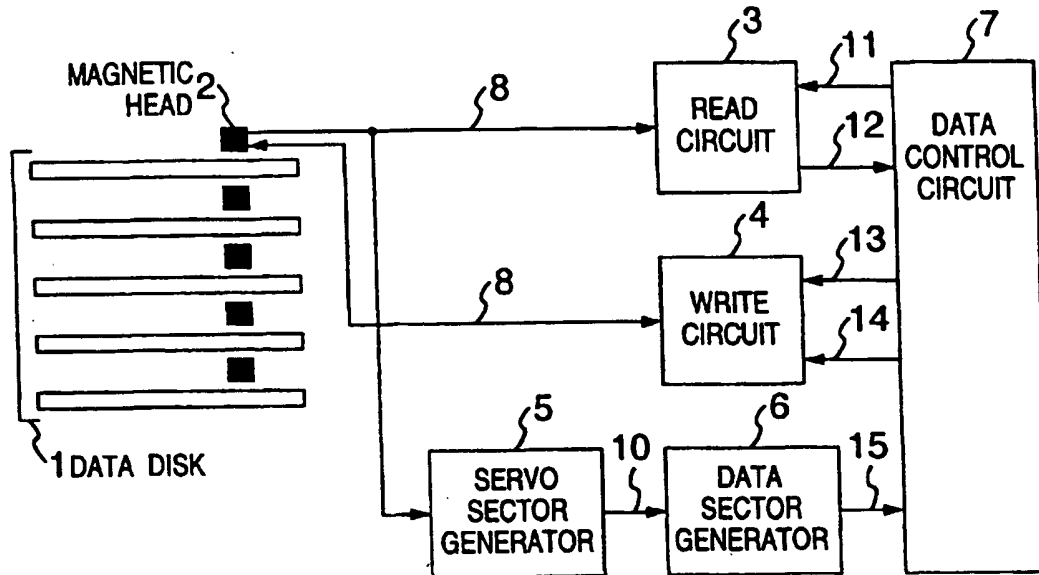 MAGNETIC
HEAD 2
1 DATA DISK
8
3
READ
CIRCUIT
11
12
7
DATA
CONTROL
CIRCUIT
8
4
WRITE
CIRCUIT
13
14
5
SERVO
SECTOR
GENERATOR
10
6
DATA
SECTOR
GENERATOR
15